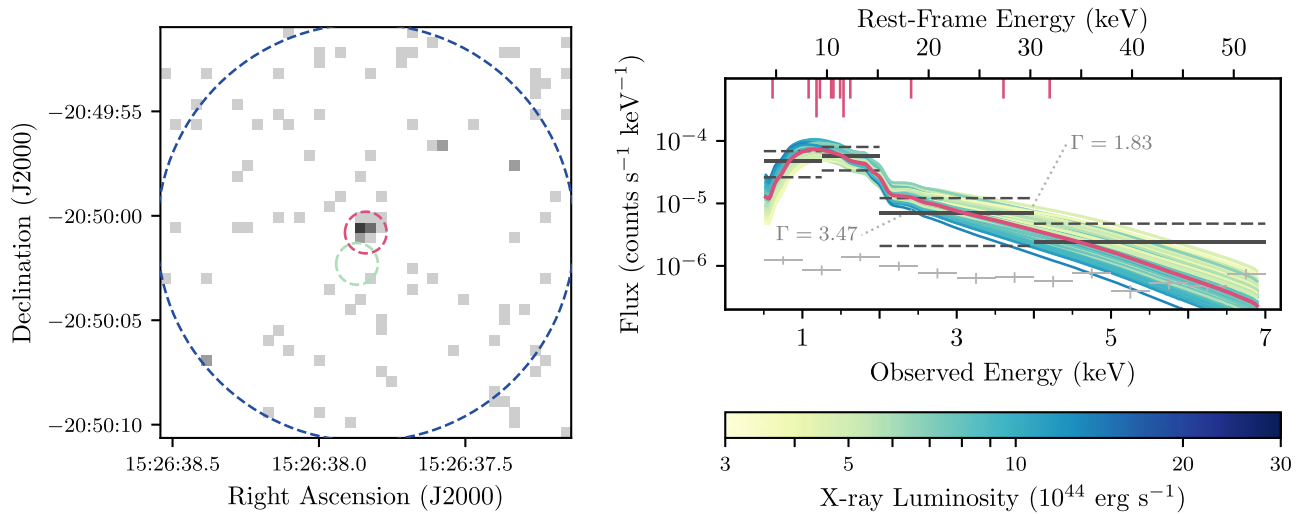 Declination (J2000)
−20:49:55
−20:50:00
−20:50:05
−20:50:10
15:26:38.5 15:26:38.0 15:26:37.5
Right Ascension (J2000)
Rest-Frame Energy (keV)
10 20 30 40 50
Flux (counts s⁻¹ keV⁻¹)
10⁻⁴
10⁻⁵
10⁻⁶
Γ = 1.83
Γ = 3.47
1 3 5 7
Observed Energy (keV)
3 5 10 20 30
X-ray Luminosity (10⁴⁴ erg s⁻¹)